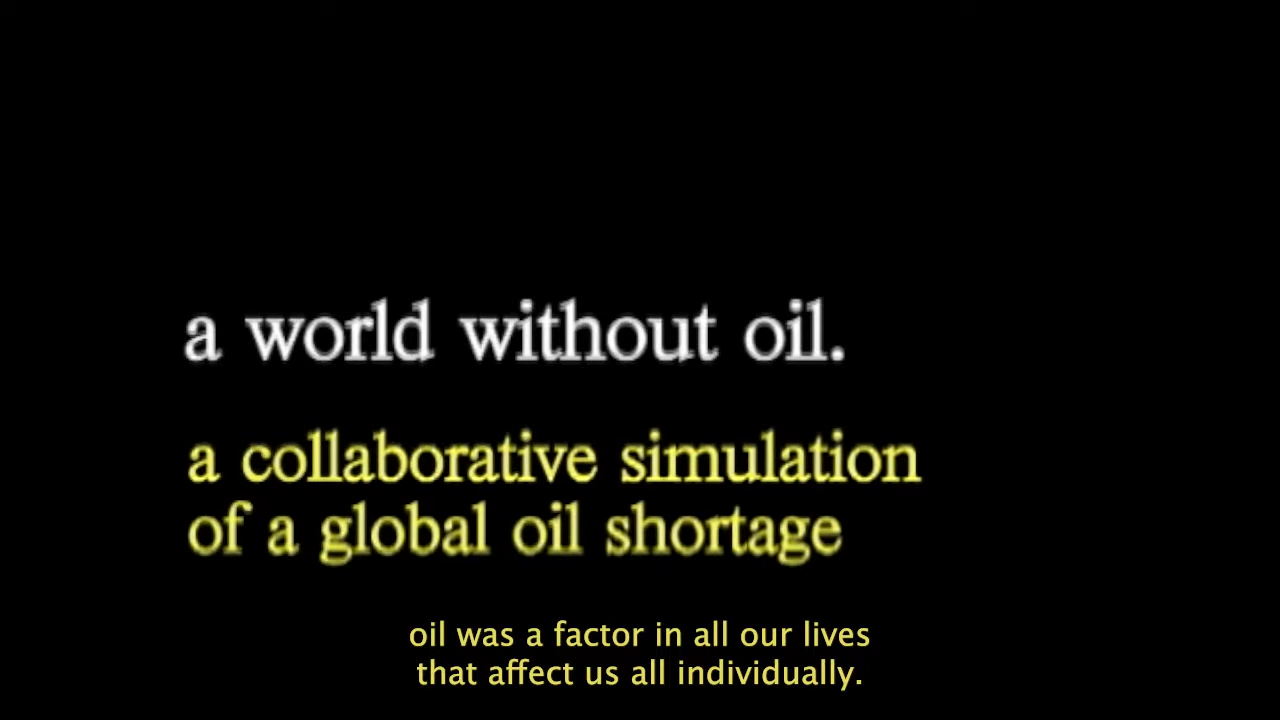 a world without oil.
a collaborative simulation
of a global oil shortage
oil was a factor in all our lives
that affect us all individually.